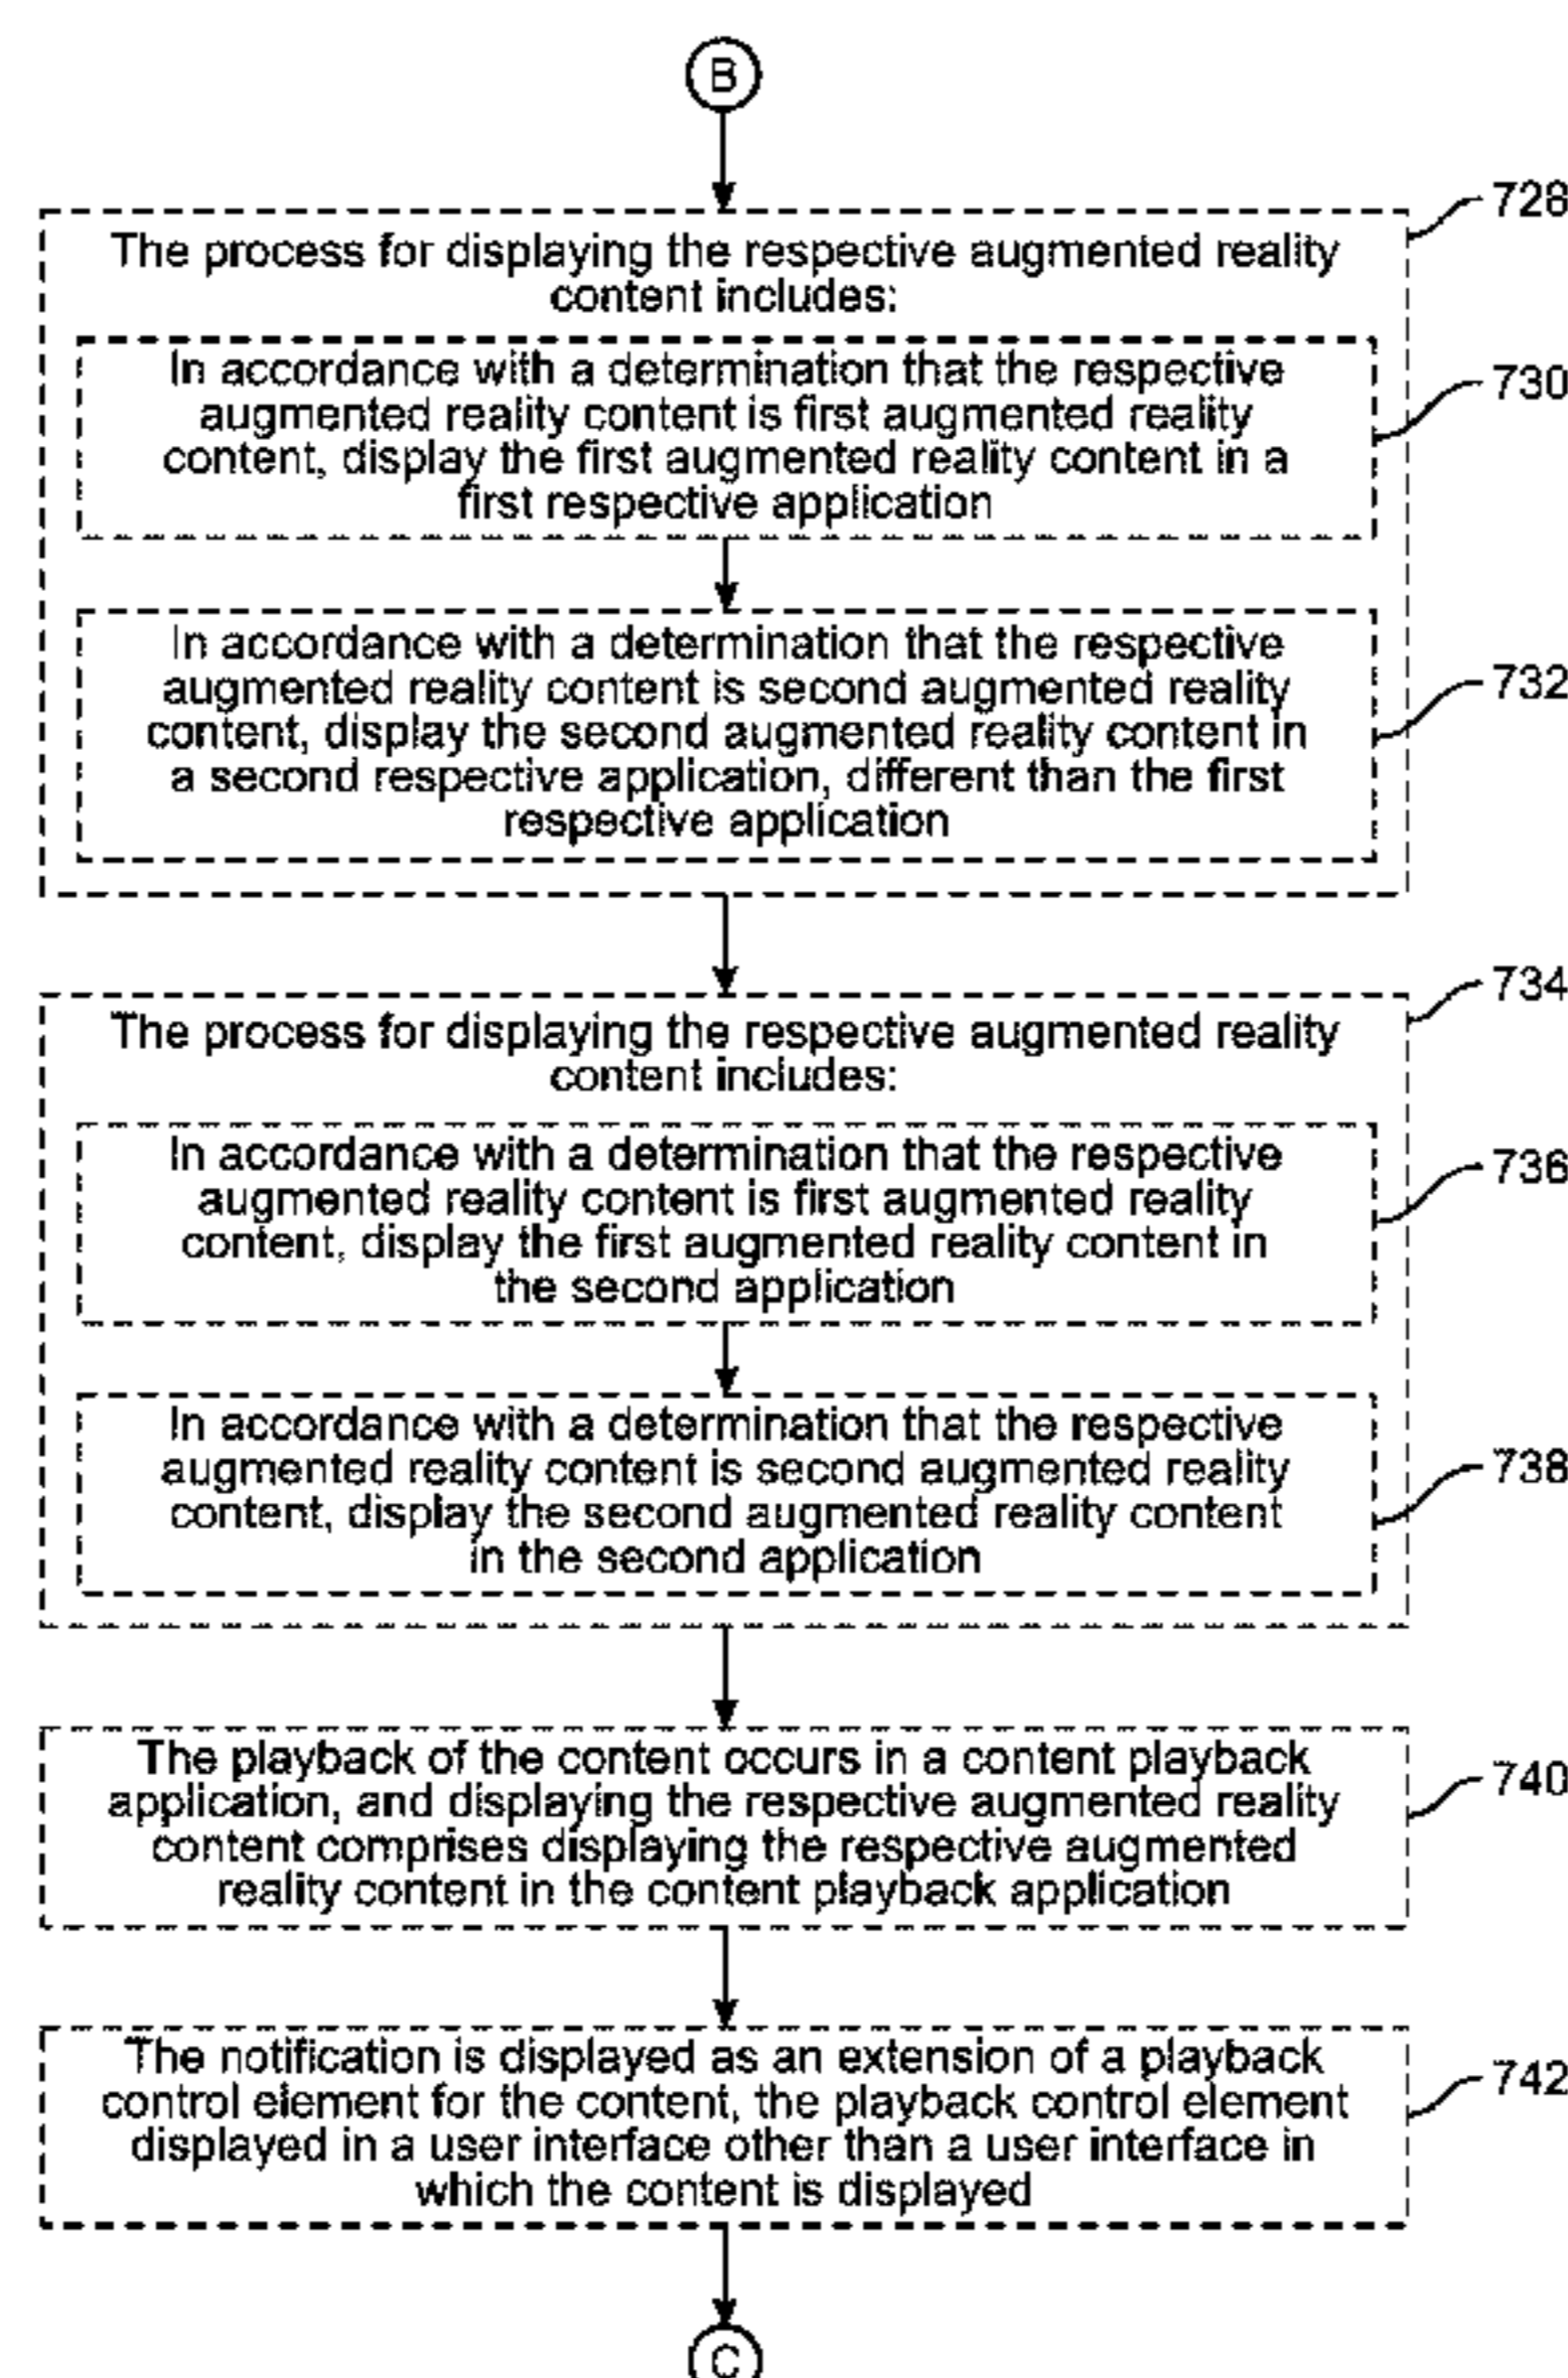 B
728
The process for displaying the respective augmented reality
content includes:
In accordance with a determination that the respective
augmented reality content is first augmented reality
content, display the first augmented reality content in a
first respective application
730
In accordance with a determination that the respective
augmented reality content is second augmented reality
content, display the second augmented reality content in
a second respective application, different than the first
respective application
732
734
The process for displaying the respective augmented reality
content includes:
In accordance with a determination that the respective
augmented reality content is first augmented reality
content, display the first augmented reality content in
the second application
736
In accordance with a determination that the respective
augmented reality content is second augmented reality
content, display the second augmented reality content
in the second application
738
The playback of the content occurs in a content playback
application, and displaying the respective augmented reality
content comprises displaying the respective augmented
reality content in the content playback application
740
The notification is displayed as an extension of a playback
control element for the content, the playback control element
displayed in a user interface other than a user interface in
which the content is displayed
742
C